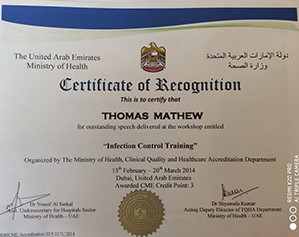 The United Arab Emirates
Ministry of Health
دولة الإمارات العربية المتحدة
وزارة الصحة
Certificate of Recognition
This is to certify that
THOMAS MATHEW
for outstanding speech delivered at the workshop entitled
"Infection Control Training"
Organized by The Ministry of Health, Clinical Quality and Healthcare Accreditation Department
13th February – 20th March 2014
Dubai, United Arab Emirates
Awarded CME Credit Point: 3
Dr Yousif Al Serkal
Undersecretary for Hospitals Sector
Ministry of Health - UAE
Dr Shyamala Kumar
Acting Deputy Director of
Ministry of Health - UAE
REDMI K20 PRO
AI TRIPLE CAMERA